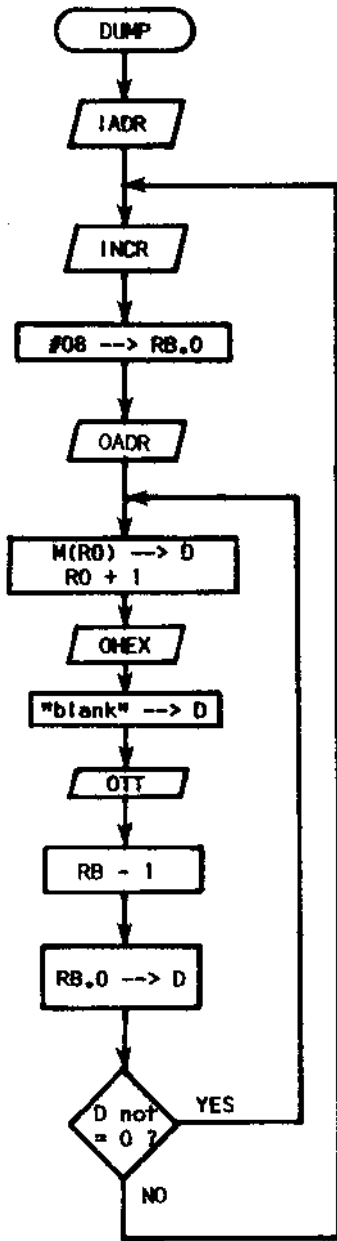 DUMP
IADR
INCR
#08 --> RB.0
OADR
M(R0) --> D
R0 + 1
OHEX
"blank" --> D
OTT
RB - 1
RB.0 --> D
D not
= 0 ?
YES
NO